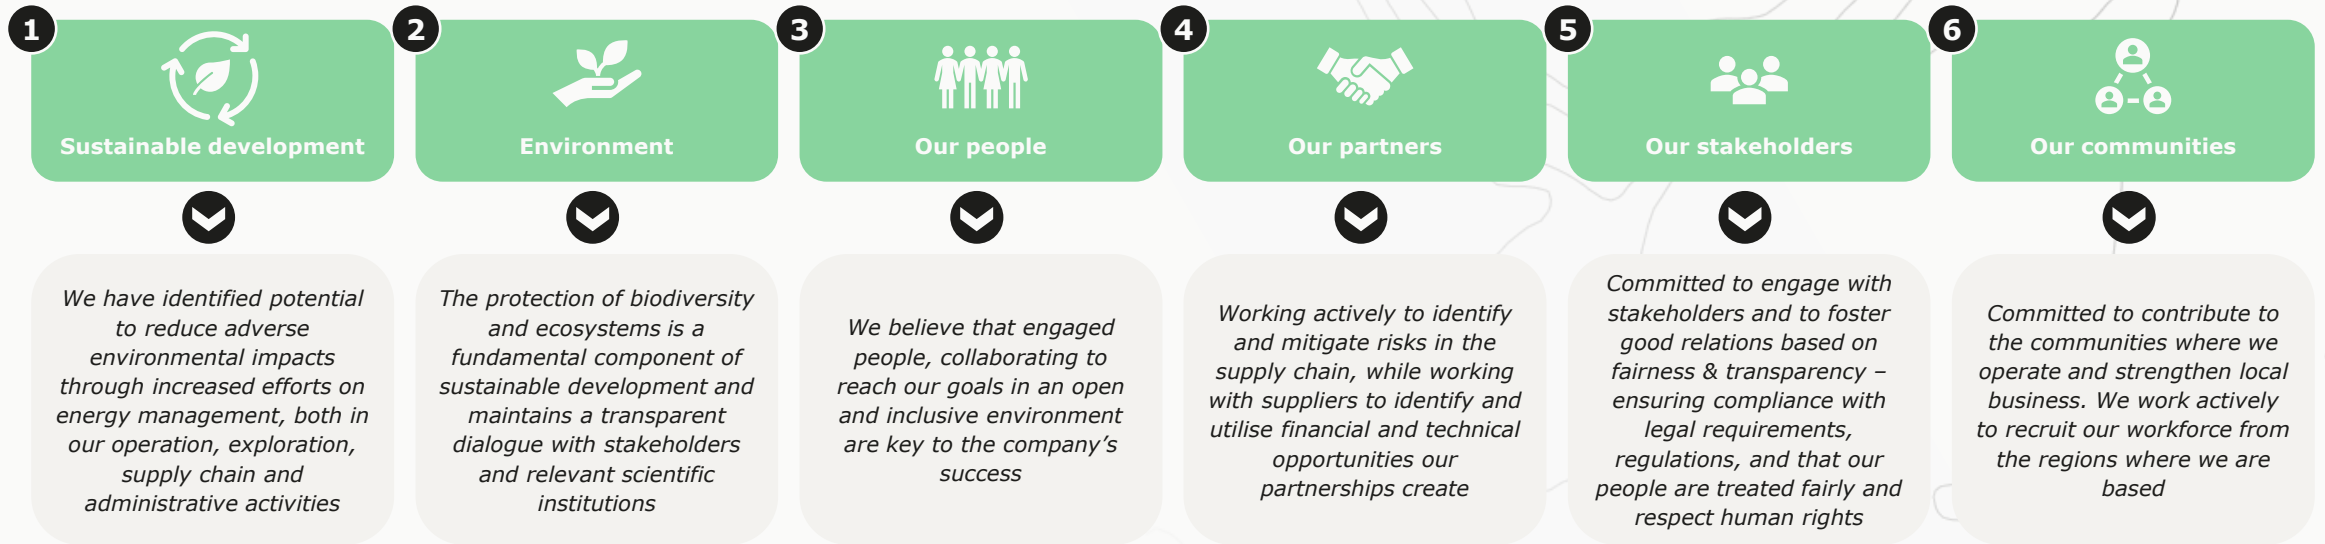 1
Sustainable development
We have identified potential
to reduce adverse
environmental impacts
through increased efforts on
energy management, both in
our operation, exploration,
supply chain and
administrative activities
2
Environment
The protection of biodiversity
and ecosystems is a
fundamental component of
sustainable development and
maintains a transparent
dialogue with stakeholders
and relevant scientific
institutions
3
Our people
We believe that engaged
people, collaborating to
reach our goals in an open
and inclusive environment
are key to the company’s
success
4
Our partners
Working actively to identify
and mitigate risks in the
supply chain, while working
with suppliers to identify and
utilise financial and technical
opportunities our
partnerships create
5
Our stakeholders
Committed to engage with
stakeholders and to foster
good relations based on
fairness & transparency –
ensuring compliance with
legal requirements,
regulations, and that our
people are treated fairly and
respect human rights
6
Our communities
Committed to contribute to
the communities where we
operate and strengthen local
business. We work actively
to recruit our workforce from
the regions where we are
based